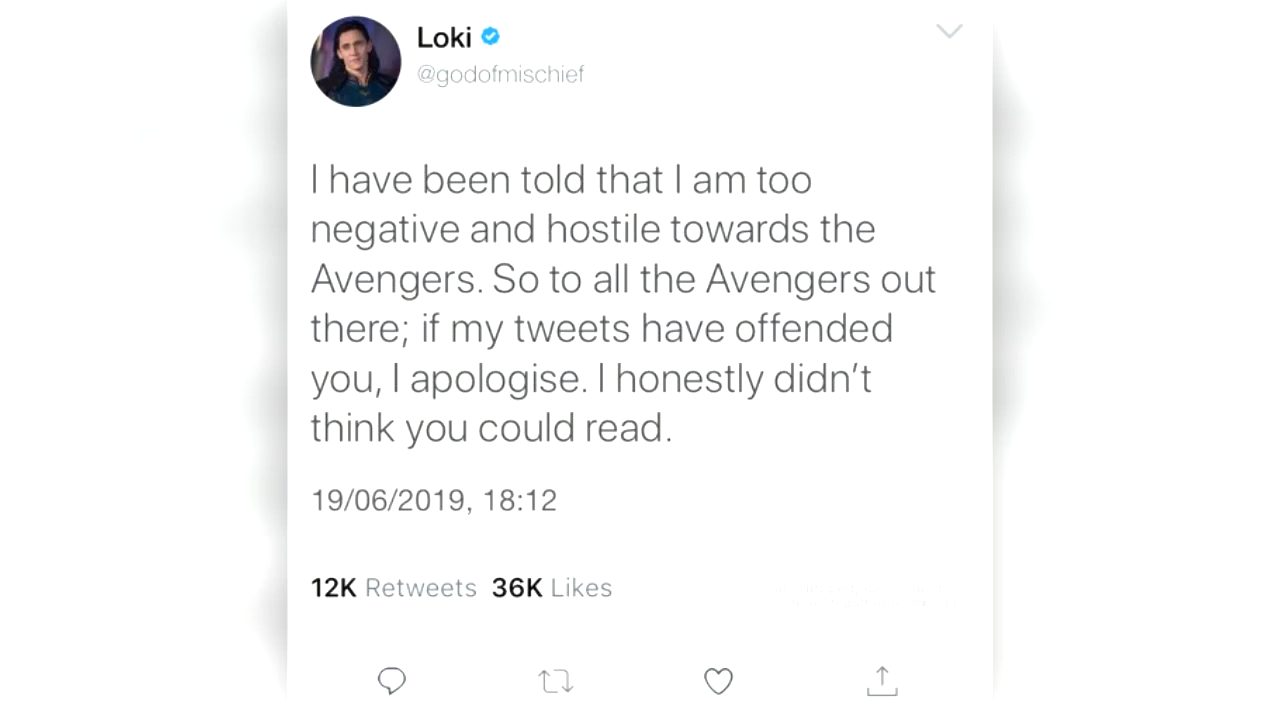 Loki
@godofmischief
I have been told that I am too
negative and hostile towards the
Avengers. So to all the Avengers out
there; if my tweets have offended
you, I apologise. I honestly didn't
think you could read.
19/06/2019, 18:12
12K Retweets 36K Likes